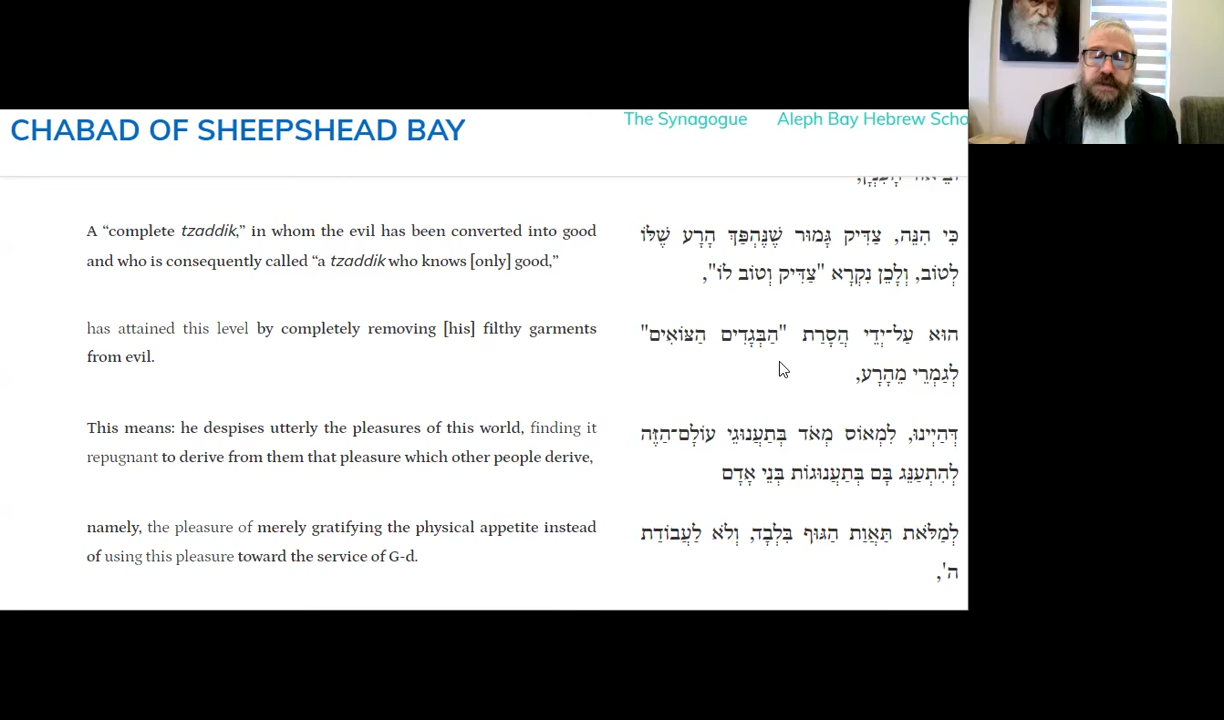 CHABAD OF SHEEPSHEAD BAY
The Synagogue
Aleph Bay Hebrew Scho
A “complete tzaddik,” in whom the evil has been converted into good
and who is consequently called “a tzaddik who knows [only] good,”
כִּי הִנֵּה, צַדִּיק גָּמוּר שֶׁנֶּהְפַּךְ הָרַע שֶׁלּוֹ
לְטוֹב, וְלָכֵן נִקְרָא "צַדִּיק וְטוֹב לוֹ",
has attained this level by completely removing [his] filthy garments
from evil.
הוּא עַל־יְדֵי הֲסָרַת "הַבְּגָדִים הַצּוֹאִים"
לְגַמְרֵי מֵהָרַע,
This means: he despises utterly the pleasures of this world, finding it
repugnant to derive from them that pleasure which other people derive,
דְּהַיְינוּ, לִמְאוֹס מְאֹד בְּתַעֲנוּגֵי עוֹלָם־הַזֶּה
לְהִתְעַנֵּג בָּם בְּתַעֲנוּגוֹת בְּנֵי אָדָם
namely, the pleasure of merely gratifying the physical appetite instead
of using this pleasure toward the service of G-d.
לְמַלֹּאת תַּאֲוַת הַגּוּף בִּלְבַד, וְלֹא לַעֲבוֹדַת
ה',